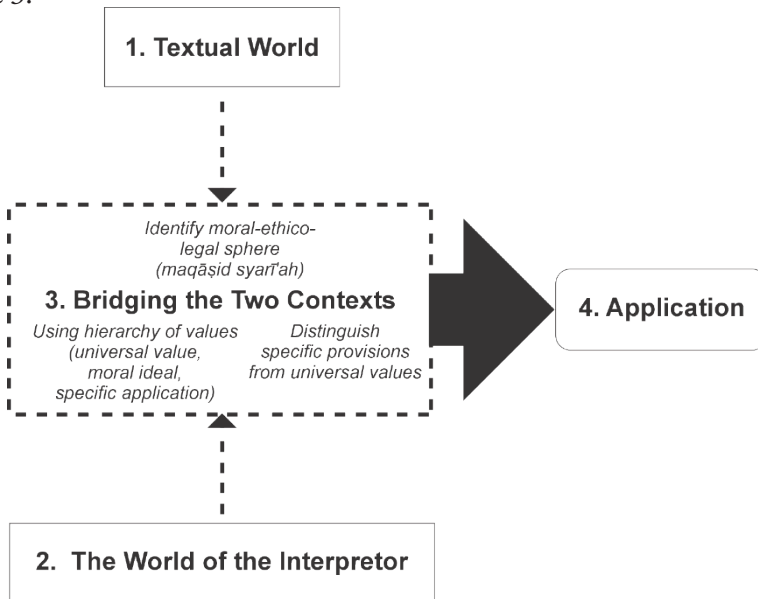 1. Textual World
Identify moral-ethico-
legal sphere
(maqāṣid syarī'ah)
3. Bridging the Two Contexts
Using hierarchy of values
(universal value,
moral ideal,
specific application)
Distinguish
specific provisions
from universal values
4. Application
2. The World of the Interpretor